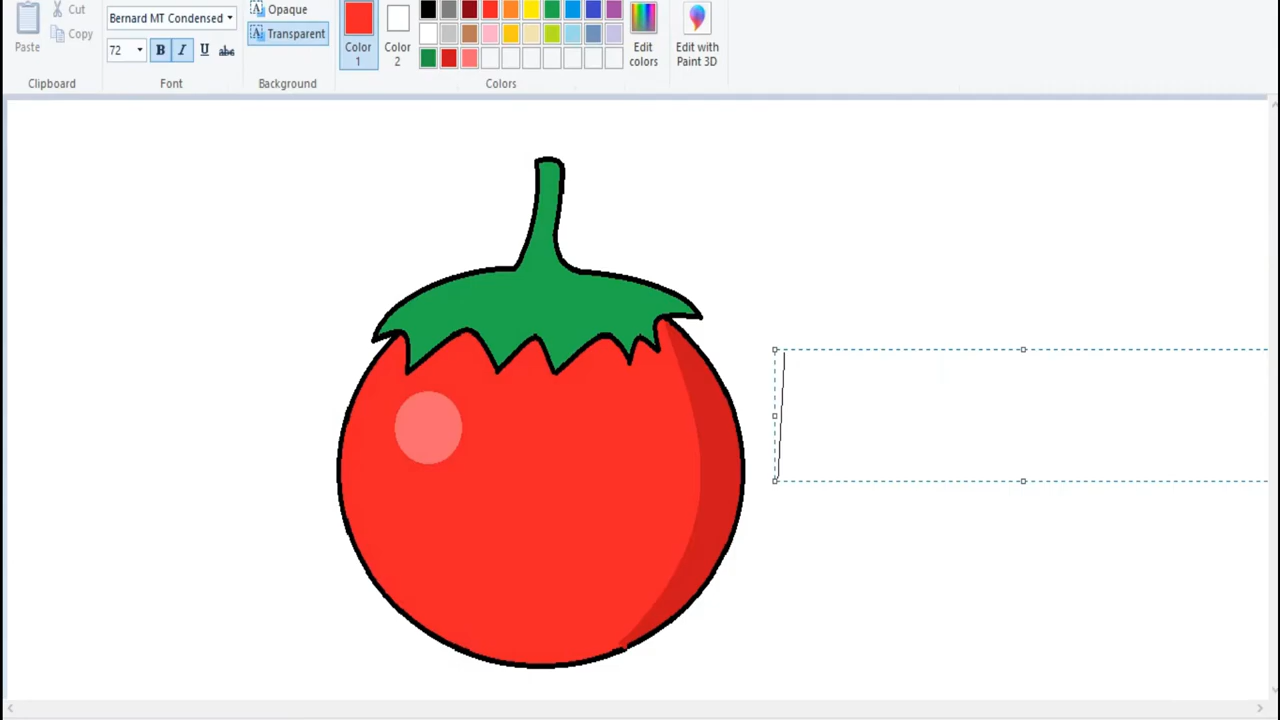 Cut
Copy
Paste
Clipboard
Bernard MT Condensed
72
B I U abc
Font
A Opaque
A Transparent
Background
Color 1
Color 2
Edit colors
Edit with Paint 3D
Colors